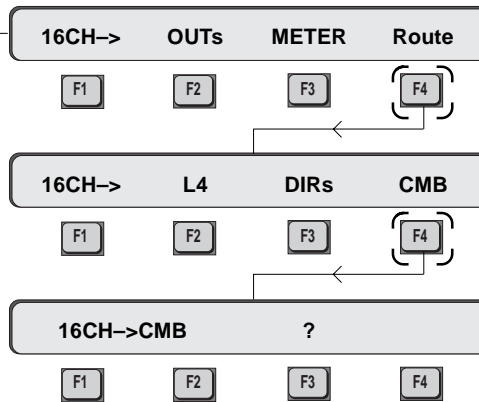 16CH–> OUTs METER Route
F1 F2 F3 F4
16CH–> L4 DIRs CMB
F1 F2 F3 F4
16CH–>CMB ?
F1 F2 F3 F4